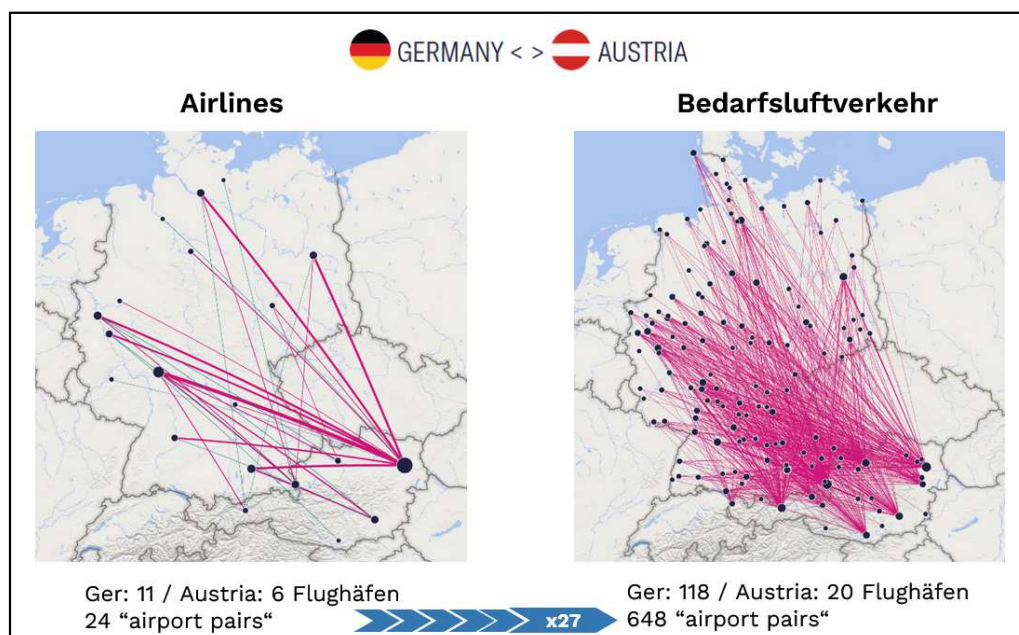 GERMANY < > AUSTRIA
Airlines
Bedarfsluftverkehr
Ger: 11 / Austria: 6 Flughäfen
24 “airport pairs“
x27
Ger: 118 / Austria: 20 Flughäfen
648 “airport pairs“